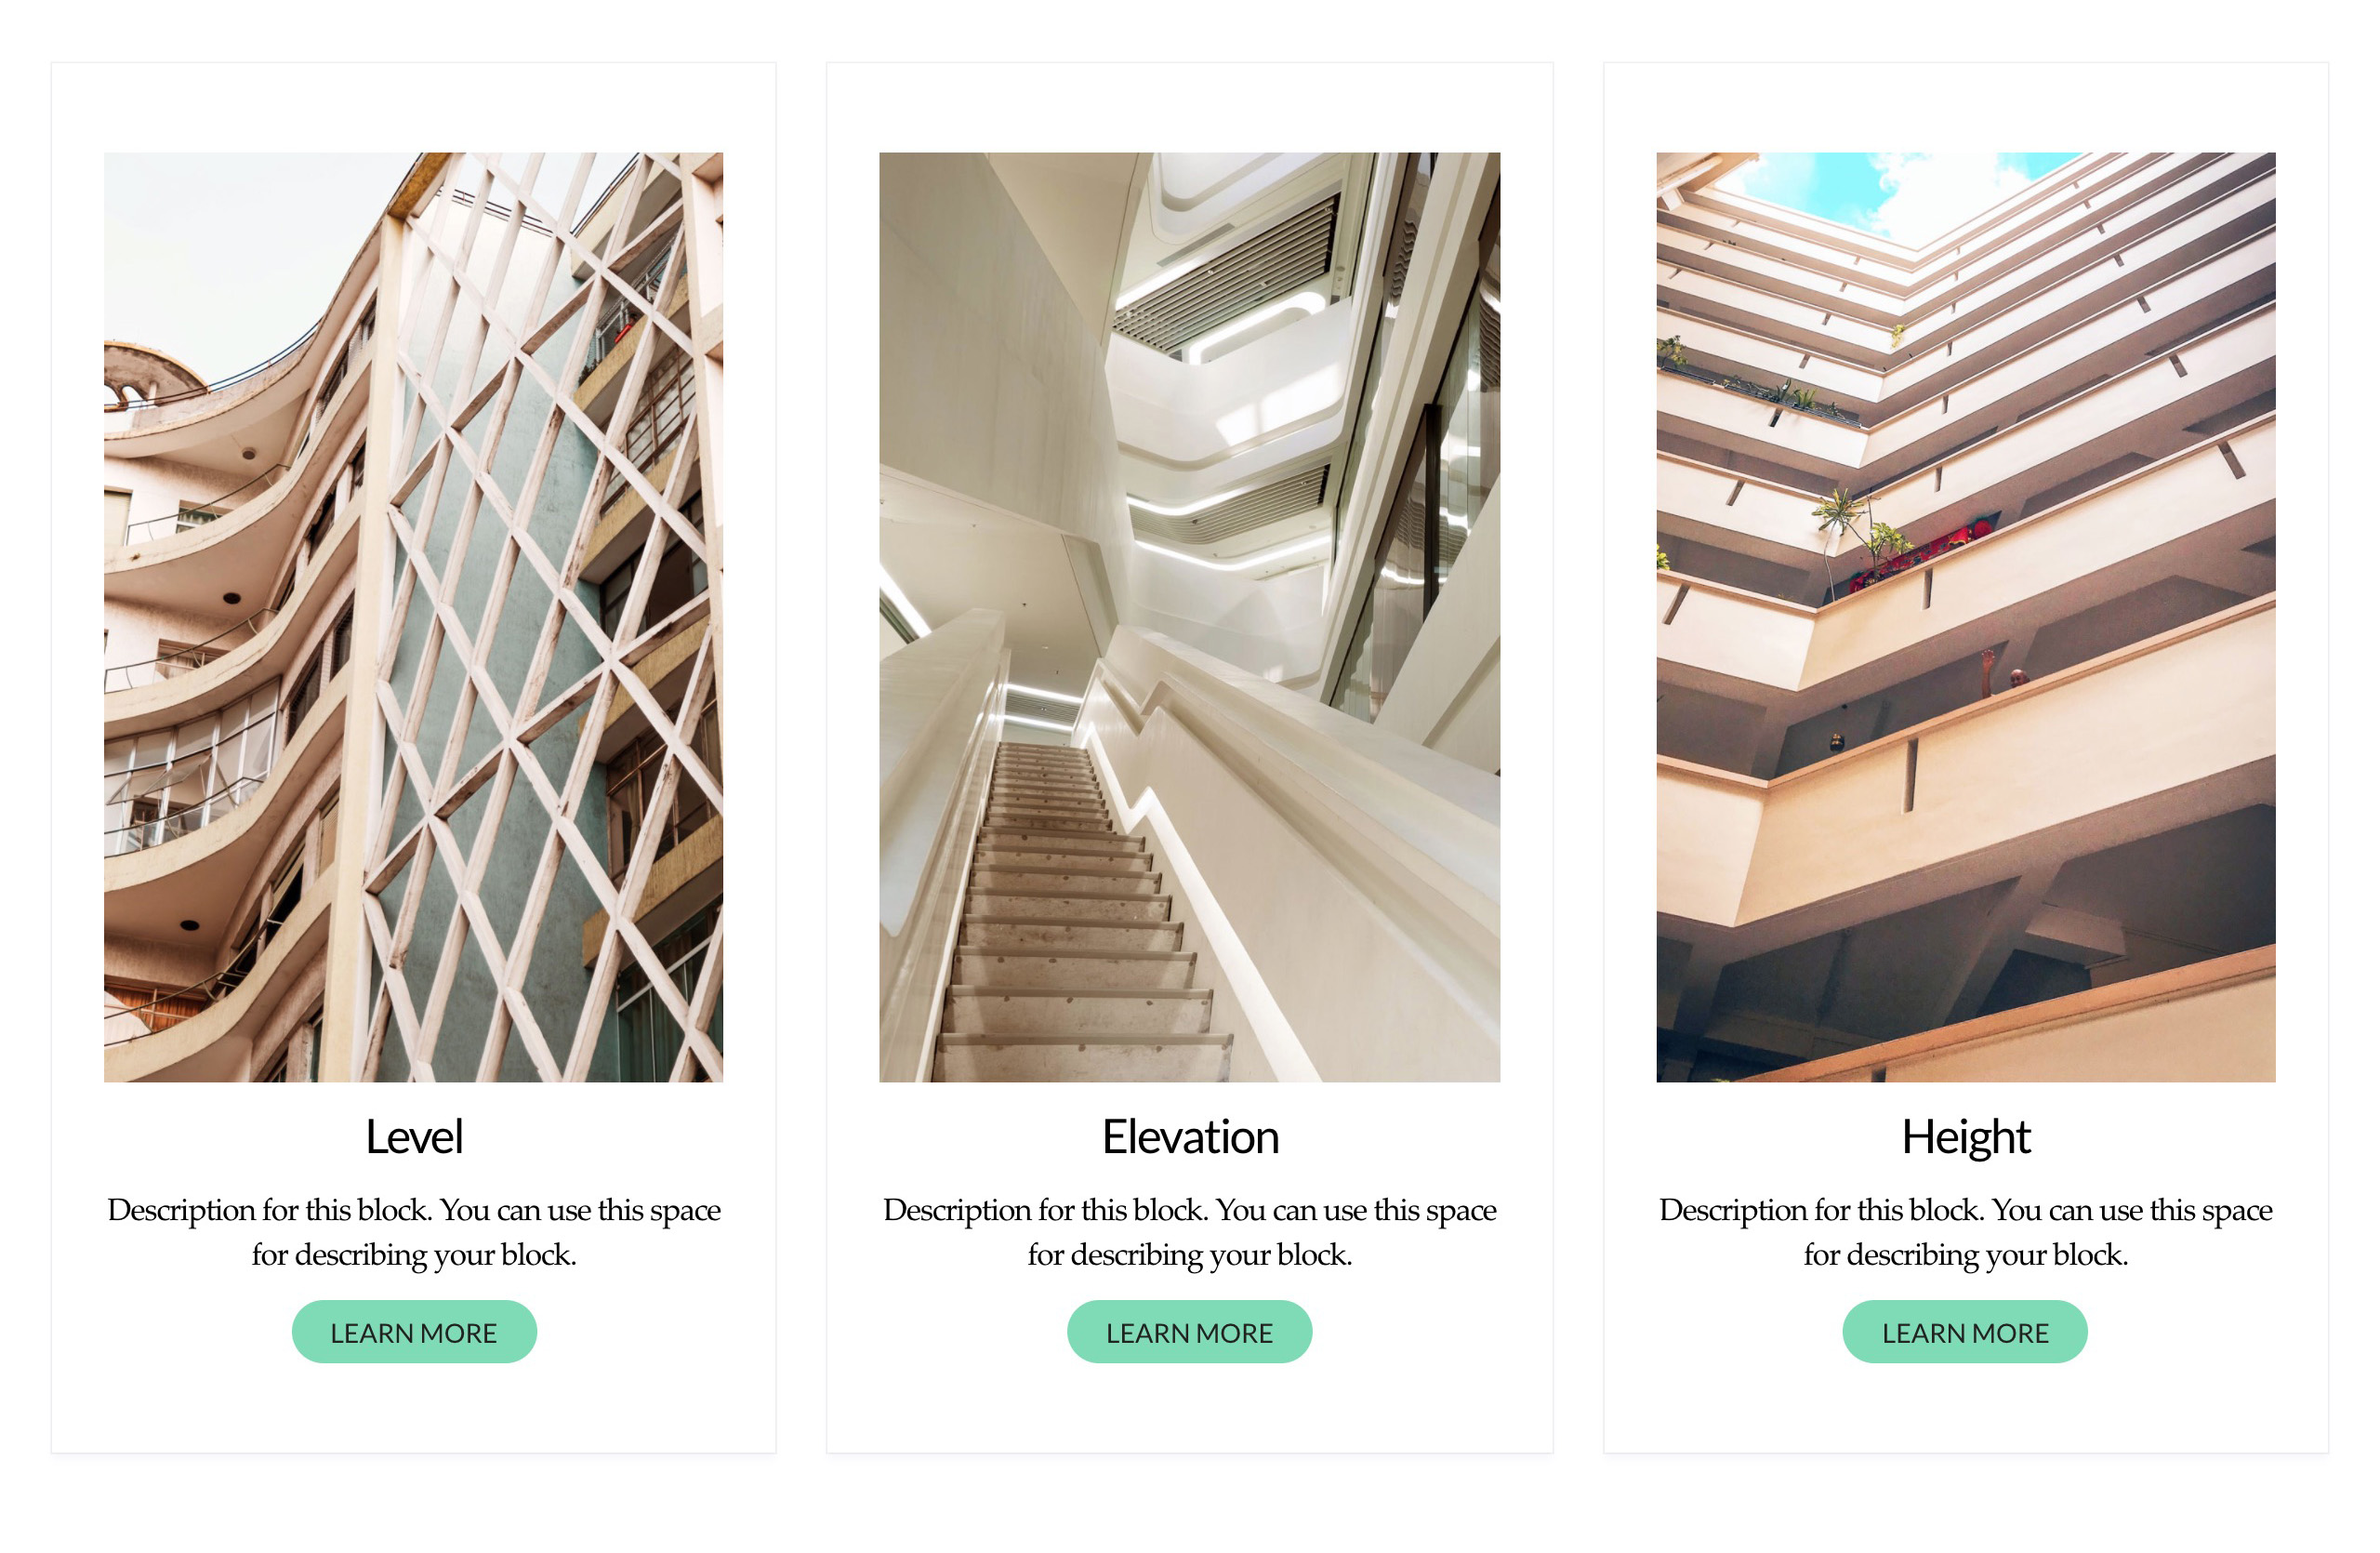 Level
Description for this block. You can use this space
for describing your block.
LEARN MORE
Elevation
Description for this block. You can use this space
for describing your block.
LEARN MORE
Height
Description for this block. You can use this space
for describing your block.
LEARN MORE